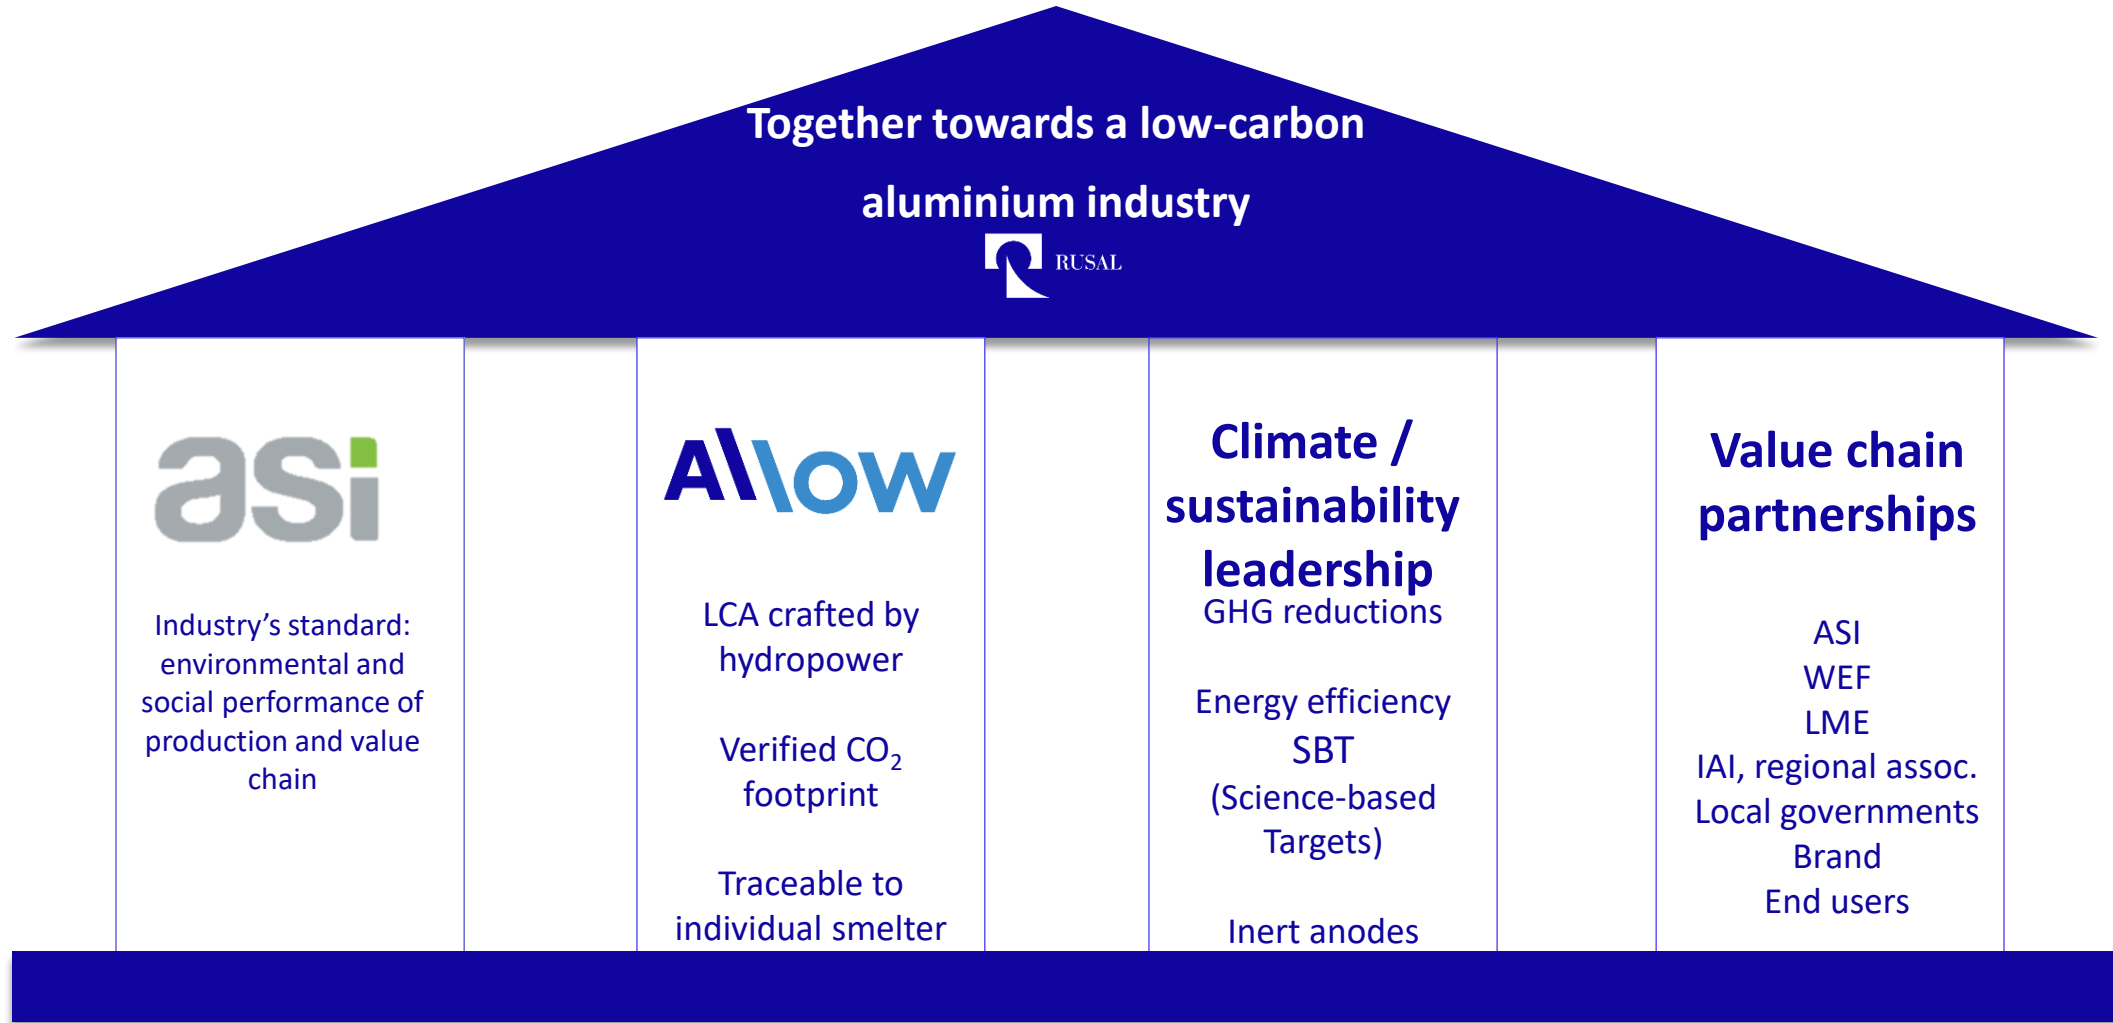 Together towards a low-carbon
aluminium industry
RUSAL
asi
Industry’s standard:
environmental and
social performance of
production and value
chain
Allow
LCA crafted by
hydropower
Verified CO₂
footprint
Traceable to
individual smelter
Climate /
sustainability
leadership
GHG reductions
Energy efficiency
SBT
(Science-based
Targets)
Inert anodes
Value chain
partnerships
ASI
WEF
LME
IAI, regional assoc.
Local governments
Brand
End users